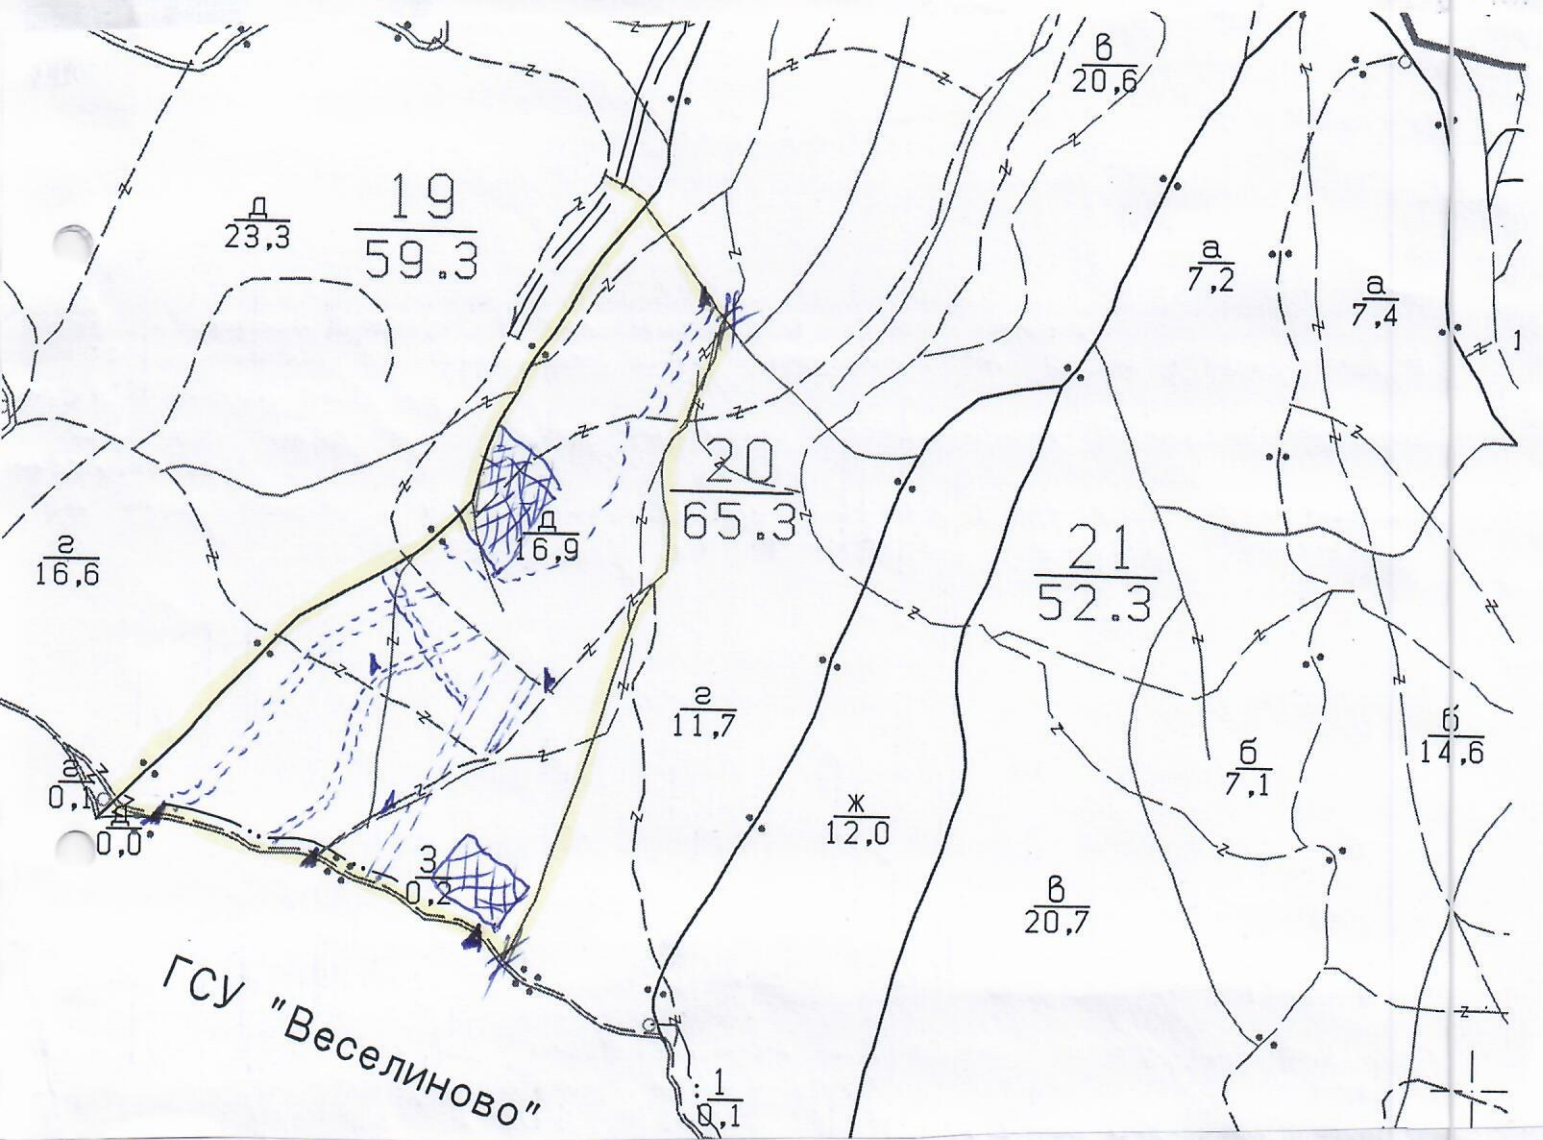 в
20,6
19
59.3
д
23,3
а
7,2
а
7,4
1
20
65.3
д
16,9
21
52.3
г
16,6
г
11,7
б
14,6
б
7,1
а
0,1
ж
12,0
Д
0,0
3
0,2
в
20,7
ГСУ "Веселиново"
1
0,1